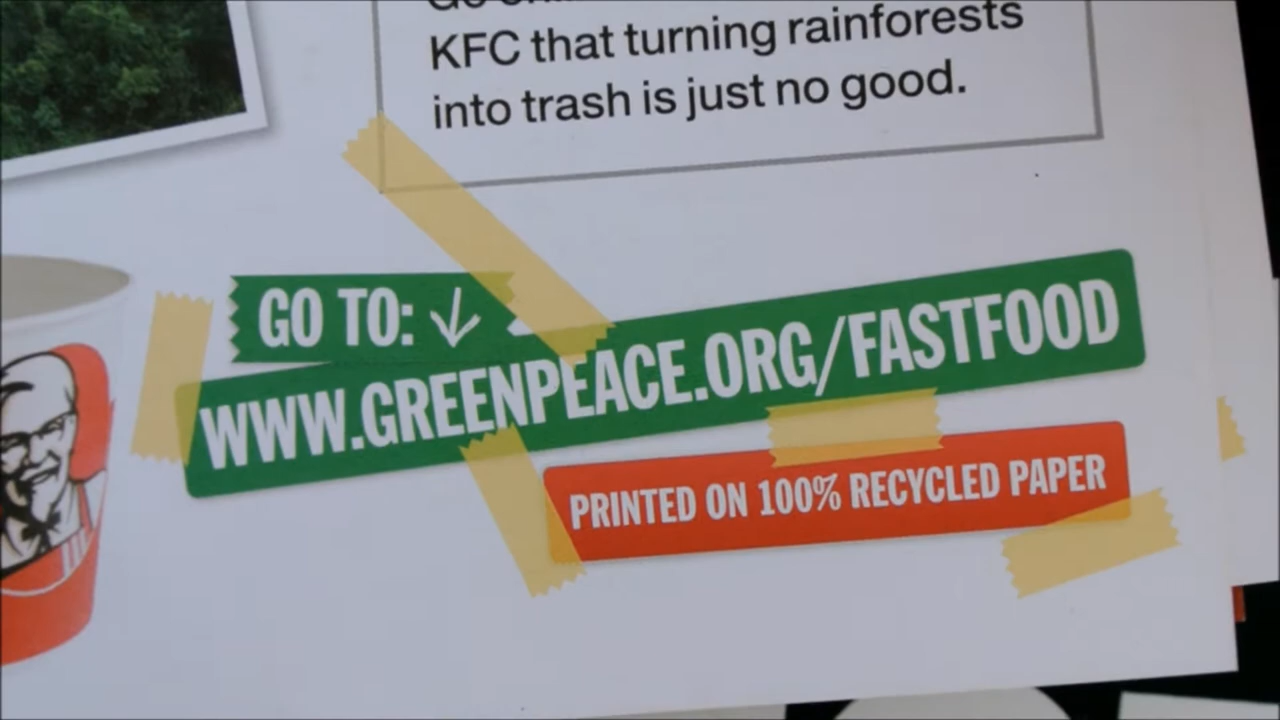 KFC that turning rainforests
into trash is just no good.
GO TO:
WWW.GREENPEACE.ORG/FASTFOOD
PRINTED ON 100% RECYCLED PAPER